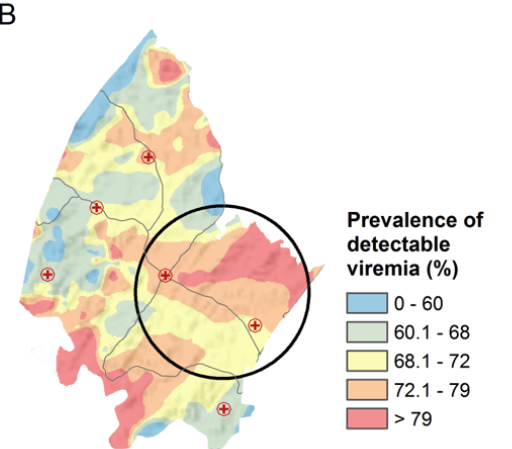 B
Prevalence of
detectable
viremia (%)
0 - 60
60.1 - 68
68.1 - 72
72.1 - 79
> 79